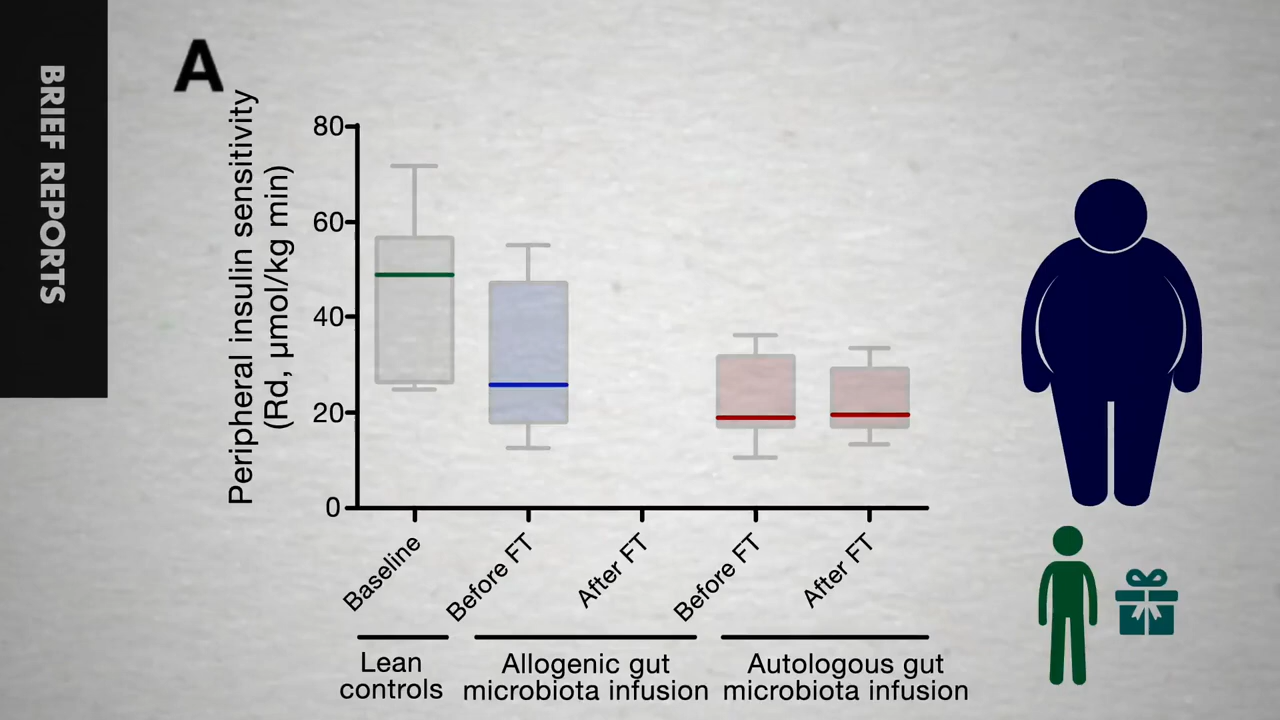 BRIEF REPORTS
A
Peripheral insulin sensitivity
(Rd, µmol/kg min)
80
60
40
20
0
Baseline
Before FT
After FT
Before FT
After FT
Lean
controls
Allogenic gut
microbiota infusion
Autologous gut
microbiota infusion